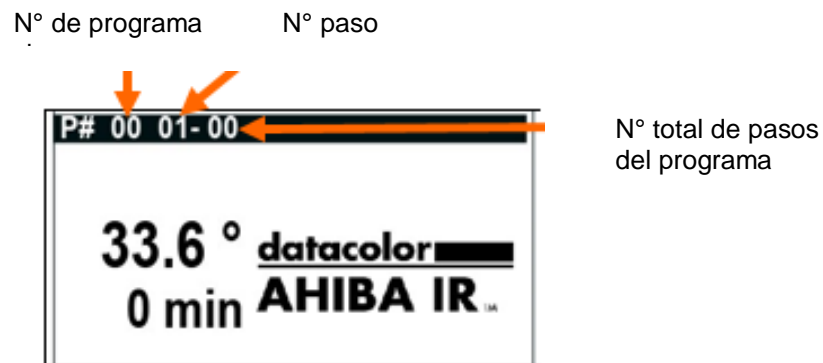 N° de programa
N° paso
P# 00 01- 00
N° total de pasos
del programa
33.6 °
datacolor
0 min
AHIBA IR